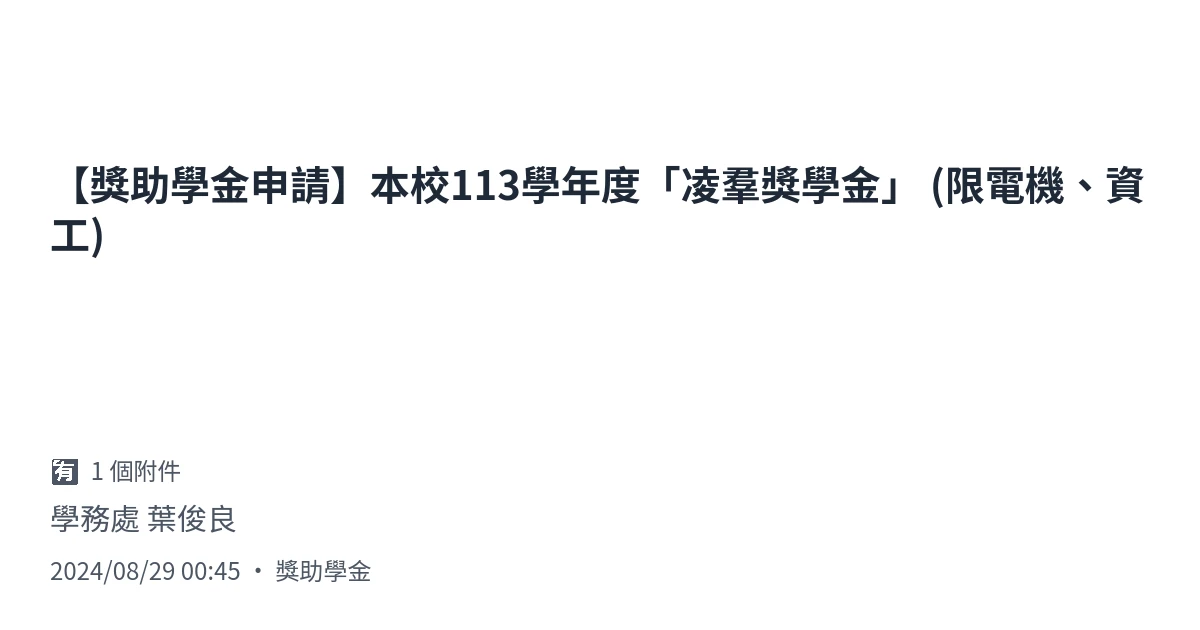 【獎助學金申請】本校113學年度「凌羣獎學金」 (限電機、資
工)
🈶 1 個附件
學務處 葉俊良
2024/08/29 00:45 ・ 獎助學金